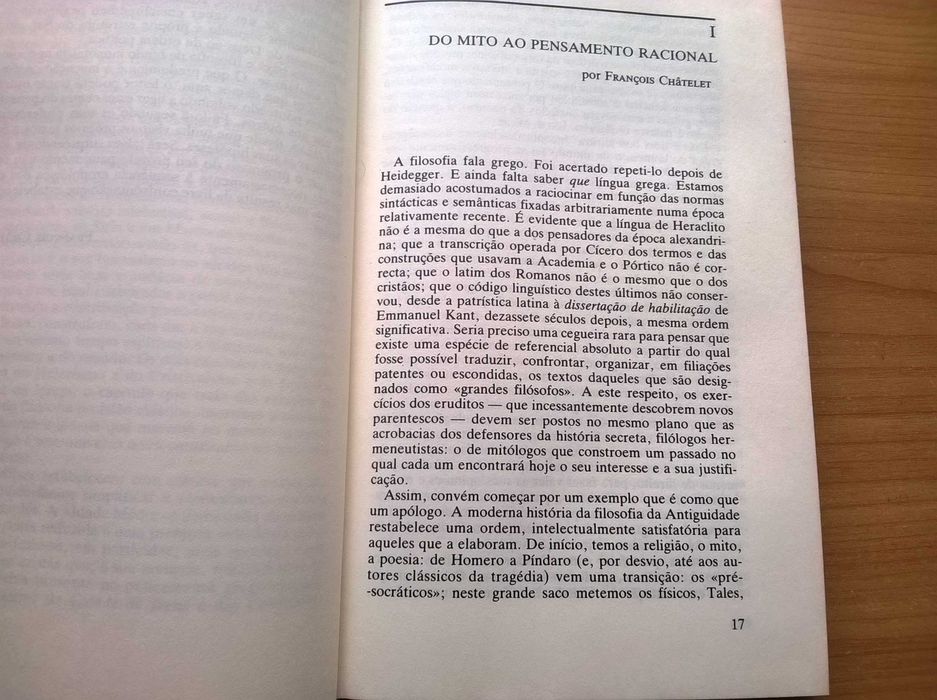 I
DO MITO AO PENSAMENTO RACIONAL
por FRANÇOIS CHÂTELET
A filosofia fala grego. Foi acertado repeti-lo depois de
Heidegger. E ainda falta saber que língua grega. Estamos
demasiado acostumados a raciocinar em função das normas
sintácticas e semânticas fixadas arbitrariamente numa época
relativamente recente. É evidente que a língua de Heraclito
não é a mesma do que a dos pensadores da época alexandri-
na; que a transcrição operada por Cícero dos termos e das
construções que usavam a Academia e o Pórtico não é cor-
recta; que o latim dos Romanos não é o mesmo que o dos
cristãos; que o código linguístico destes últimos não conser-
vou, desde a patrística latina à dissertação de habilitação de
Emmanuel Kant, dezassete séculos depois, a mesma ordem
significativa. Seria preciso uma cegueira rara para pensar que
existe uma espécie de referencial absoluto a partir do qual
fosse possível traduzir, confrontar, organizar, em filiações
patentes ou escondidas, os textos daqueles que são desig-
nados como «grandes filósofos». A este respeito, os exer-
cícios dos eruditos — que incessantemente descobrem novos
parentescos — devem ser postos no mesmo plano que as
acrobacias dos defensores da história secreta, filólogos her-
meneutistas: o de mitólogos que constroem um passado no
qual cada um encontrará hoje o seu interesse e a sua justifi-
cação.
Assim, convém começar por um exemplo que é como que
um apólogo. A moderna história da filosofia da Antiguidade
restabelece uma ordem, intelectualmente satisfatória para
aqueles que a elaboram. De início, temos a religião, o mito,
a poesia: de Homero a Píndaro (e, por desvio, até aos au-
tores clássicos da tragédia) vem uma transição: os «pré-
-socráticos»; neste grande saco metemos os físicos, Tales,
17